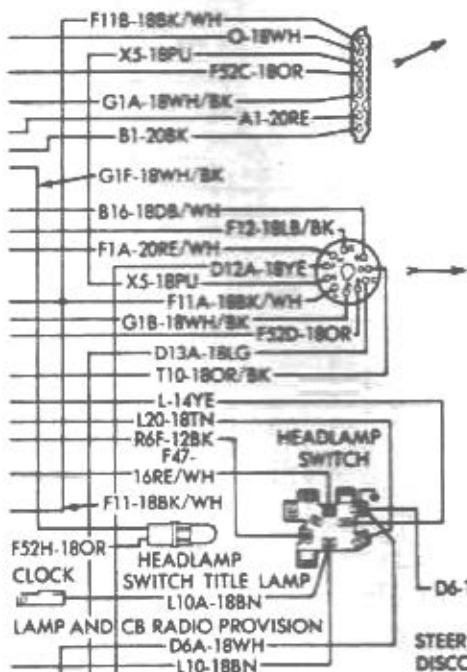 F11B-18BK/WH
O-18WH
X5-18PU
F52C-18OR
G1A-18WH/BK
A1-20RE
B1-20BK
G1F-18WH/BK
B16-18DB/WH
F12-18LB/BK
F1A-20RE/WH
D12A-18YE
X5-18PU
F11A-18BK/WH
G1B-18WH/BK
F52D-18OR
D13A-18LG
T10-18OR/BK
L-14YE
L20-18TN
R6F-12BK
HEADLAMP
SWITCH
F47-
16RE/WH
F11-18BK/WH
F52H-18OR
HEADLAMP
SWITCH TITLE LAMP
CLOCK
D6-1
L10A-18BN
LAMP AND CB RADIO PROVISION
D6A-18WH
STEER
L10-18BN
DISCO